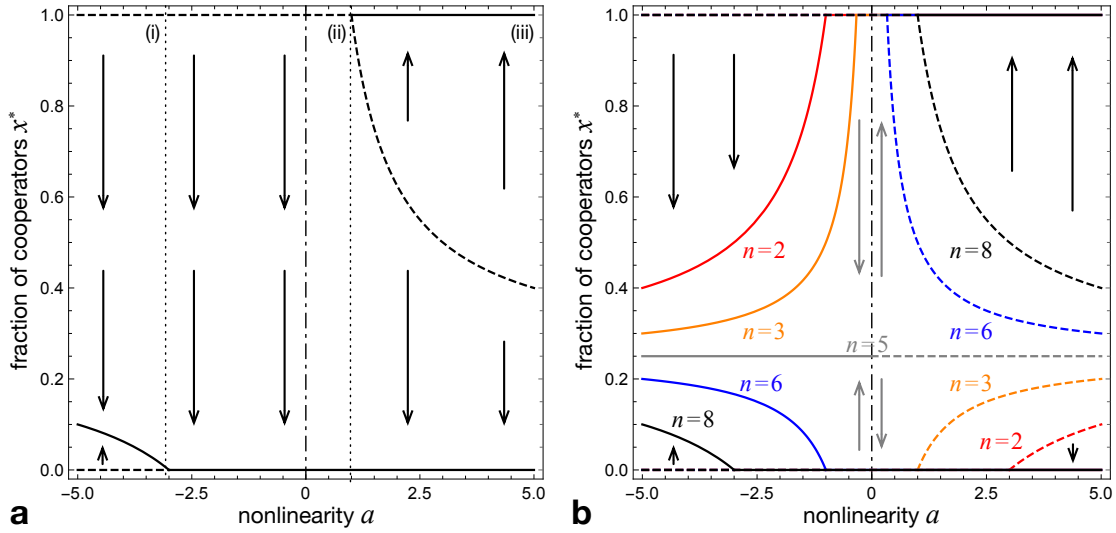 1.0
0.8
0.6
0.4
0.2
0.0
fraction of cooperators x*
(i)
(ii)
(iii)
−5.0
−2.5
0
2.5
5.0
nonlinearity a
a
1.0
0.8
0.6
0.4
0.2
0.0
fraction of cooperators x*
n=2
n=8
n=3
n=5
n=6
n=6
n=3
n=8
n=2
−5.0
−2.5
0
2.5
5.0
nonlinearity a
b